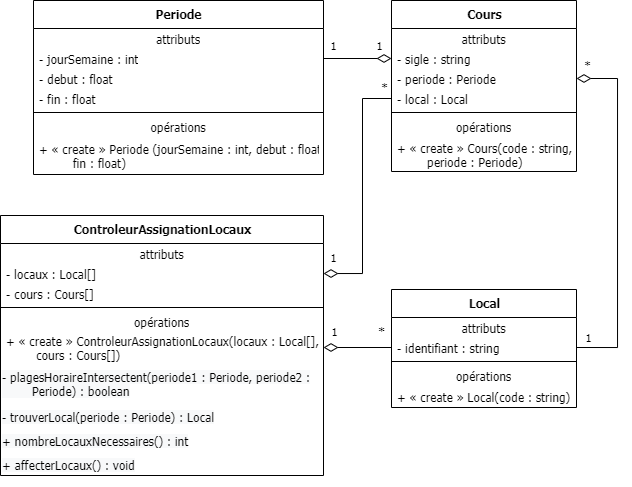 Periode
attributs
- jourSemaine : int
- debut : float
- fin : float
opérations
+ « create » Periode (jourSemaine : int, debut : float
fin : float)
1
1
Cours
attributs
- sigle : string
- periode : Periode
- local : Local
opérations
+ « create » Cours(code : string,
periode : Periode)
*
*
ControleurAssignationLocaux
attributs
- locaux : Local[]
- cours : Cours[]
opérations
+ « create » ControleurAssignationLocaux(locaux : Local[],
cours : Cours[])
- plagesHoraireIntersectent(periode1 : Periode, periode2 :
Periode) : boolean
- trouverLocal(periode : Periode) : Local
+ nombreLocauxNecessaires() : int
+ affecterLocaux() : void
1
1
*
Local
attributs
- identifiant : string
opérations
+ « create » Local(code : string)
1